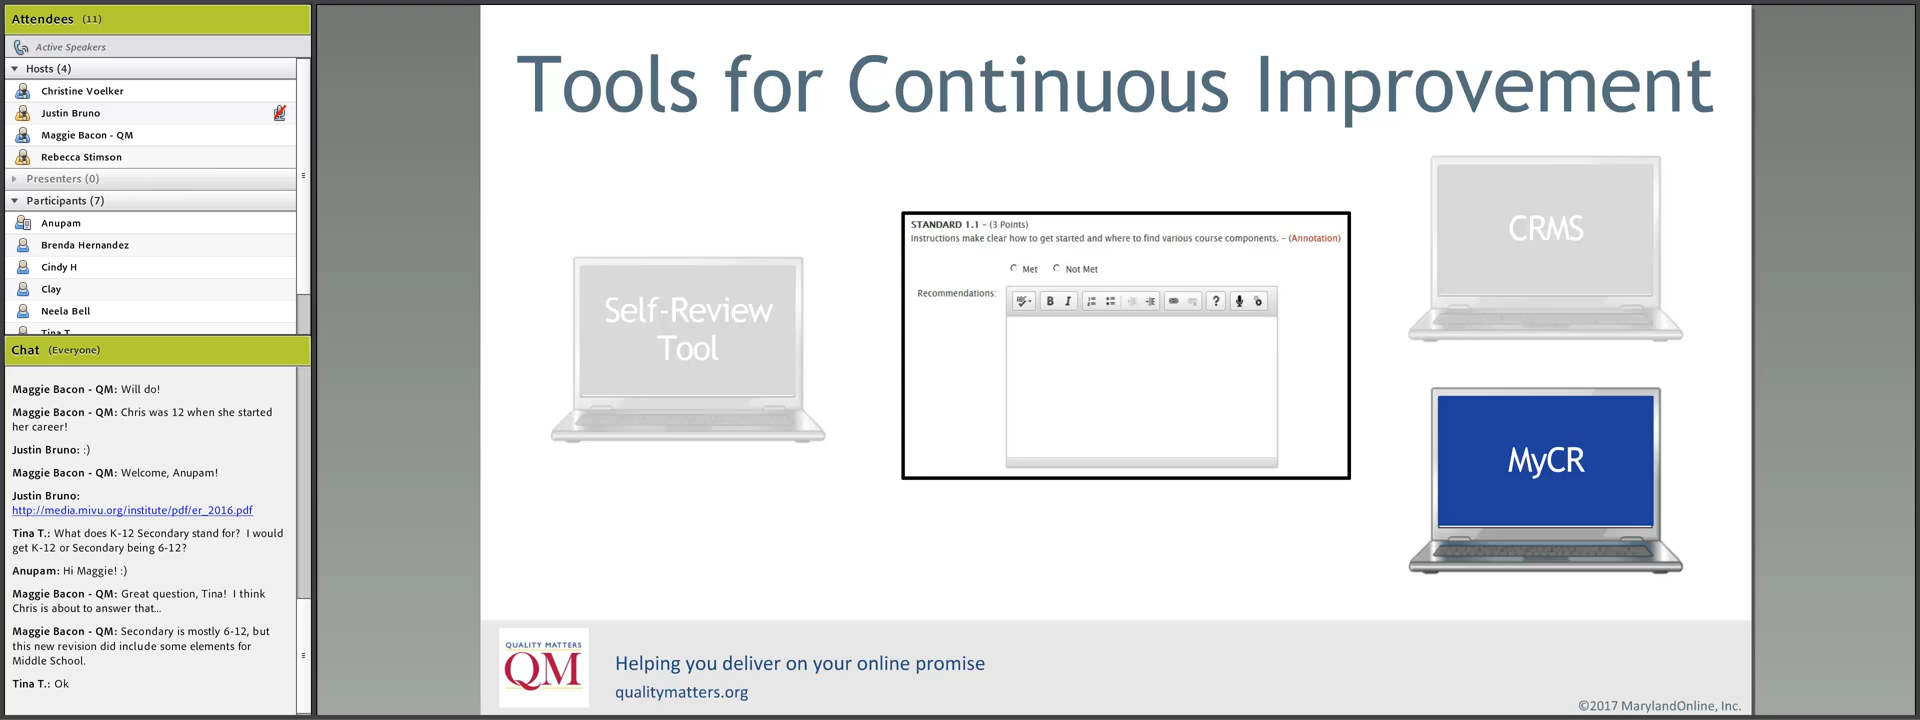 Attendees (11)
Active Speakers
Hosts (4)
Christine Voelker
Justin Bruno
Maggie Bacon - QM
Rebecca Stimson
Presenters (0)
Participants (7)
Anupam
Brenda Hernandez
Cindy H
Clay
Neela Bell
Tina T.
Chat (Everyone)
Maggie Bacon - QM: Will do!
Maggie Bacon - QM: Chris was 12 when she started
her career!
Justin Bruno: :)
Maggie Bacon - QM: Welcome, Anupam!
Justin Bruno:
http://media.mivu.org/institute/pdf/er_2016.pdf
Tina T.: What does K-12 Secondary stand for? I would
get K-12 or Secondary being 6-12?
Anupam: Hi Maggie! :)
Maggie Bacon - QM: Great question, Tina! I think
Chris is about to answer that...
Maggie Bacon - QM: Secondary is mostly 6-12, but
this new revision did include some elements for
Middle School.
Tina T.: Ok
Tools for Continuous Improvement
Self-Review
Tool
STANDARD 1.1 - (3 Points)
Instructions make clear how to get started and where to find various course components. - (Annotation)
Met Not Met
Recommendations:
ABC B I ?
CRMS
MyCR
QUALITY MATTERS
QM
Helping you deliver on your online promise
qualitymatters.org
©2017 MarylandOnline, Inc.